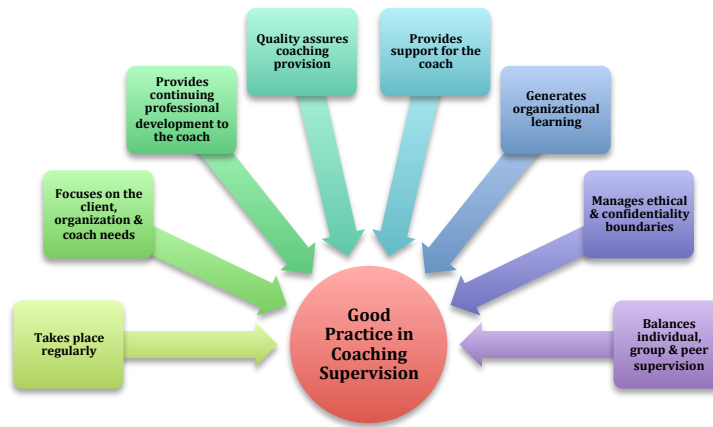 Quality assures
coaching
provision
Provides
support for the
coach
Provides
continuing
professional
development to
the coach
Generates
organizational
learning
Focuses on the
client,
organization &
coach needs
Manages ethical
& confidentiality
boundaries
Takes place
regularly
Good
Practice in
Coaching
Supervision
Balances
individual,
group & peer
supervision